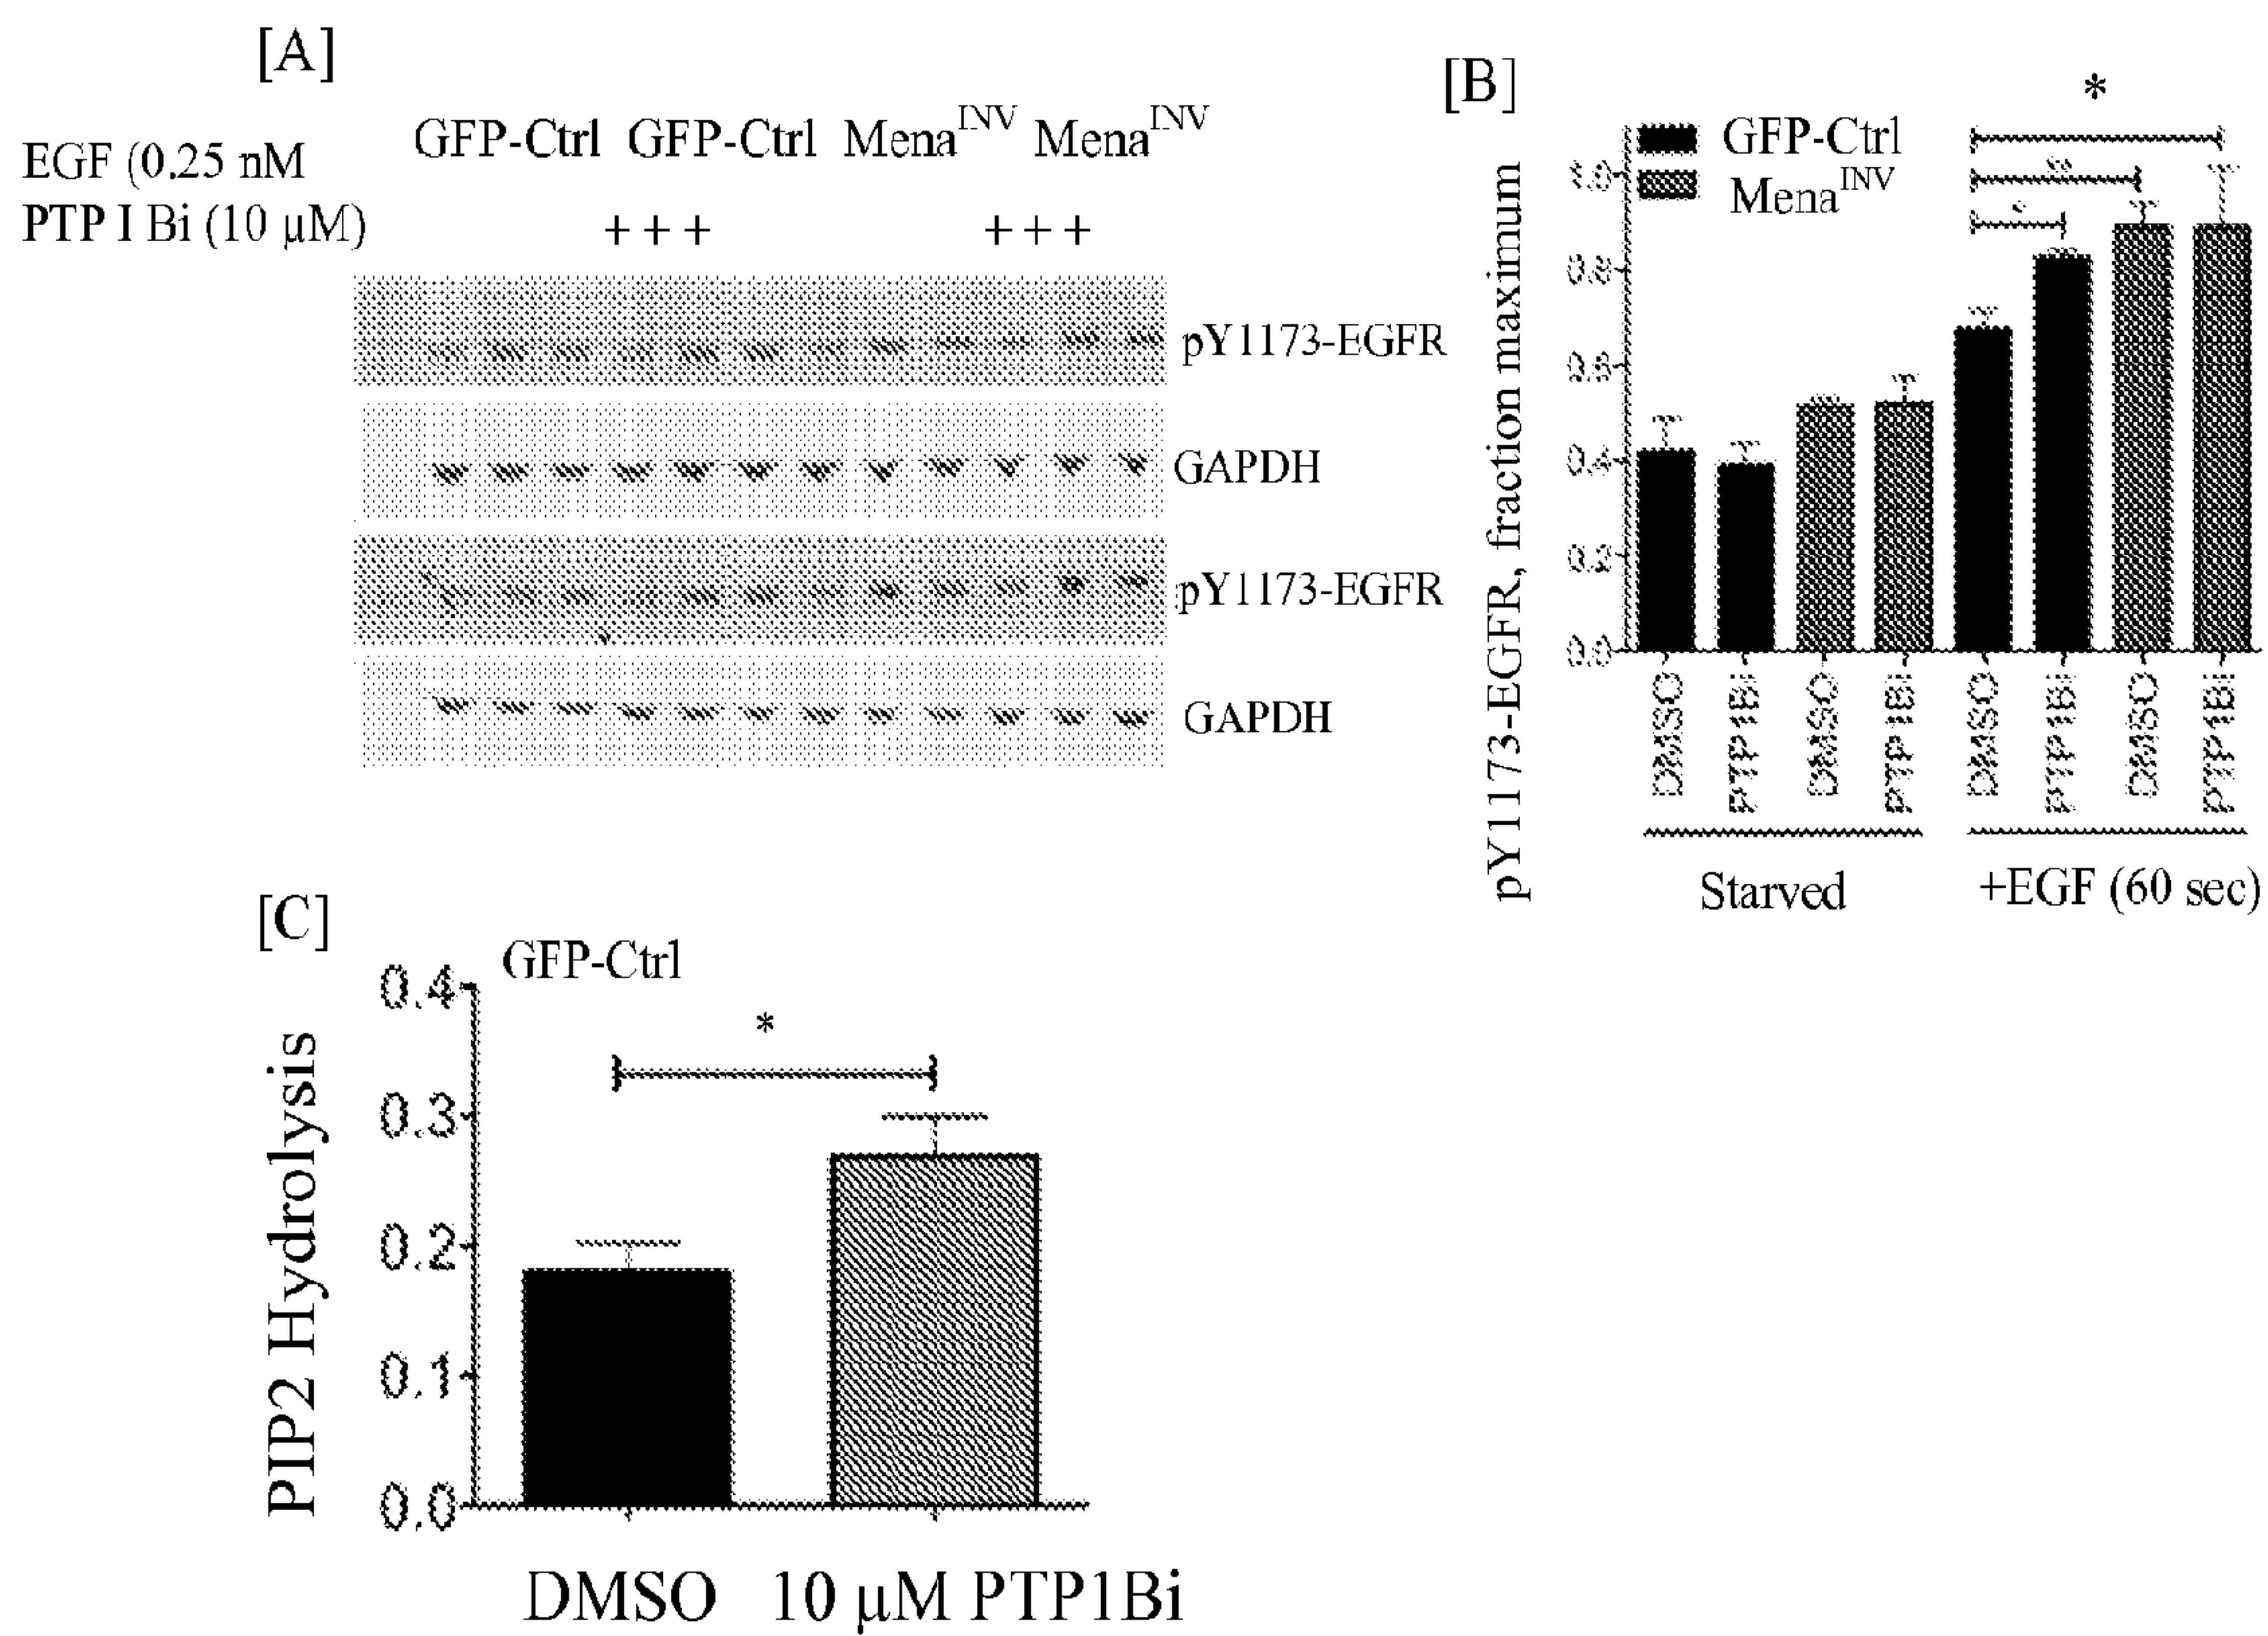 [A]
GFP-Ctrl GFP-Ctrl Mena^INV Mena^INV
EGF (0.25 nM
PTP I Bi (10 μM)
+ + + + + +
pY1173-EGFR
GAPDH
pY1173-EGFR
GAPDH
[B]
*
GFP-Ctrl
Mena^INV
pY1173-EGFR, fraction maximum
1.0
0.8
0.6
0.4
0.2
0.0
DMSO
PTP1Bi
DMSO
PTP1Bi
DMSO
PTP1Bi
DMSO
PTP1Bi
Starved
+EGF (60 sec)
[C]
GFP-Ctrl
*
PIP2 Hydrolysis
0.4
0.3
0.2
0.1
0.0
DMSO 10 μM PTP1Bi